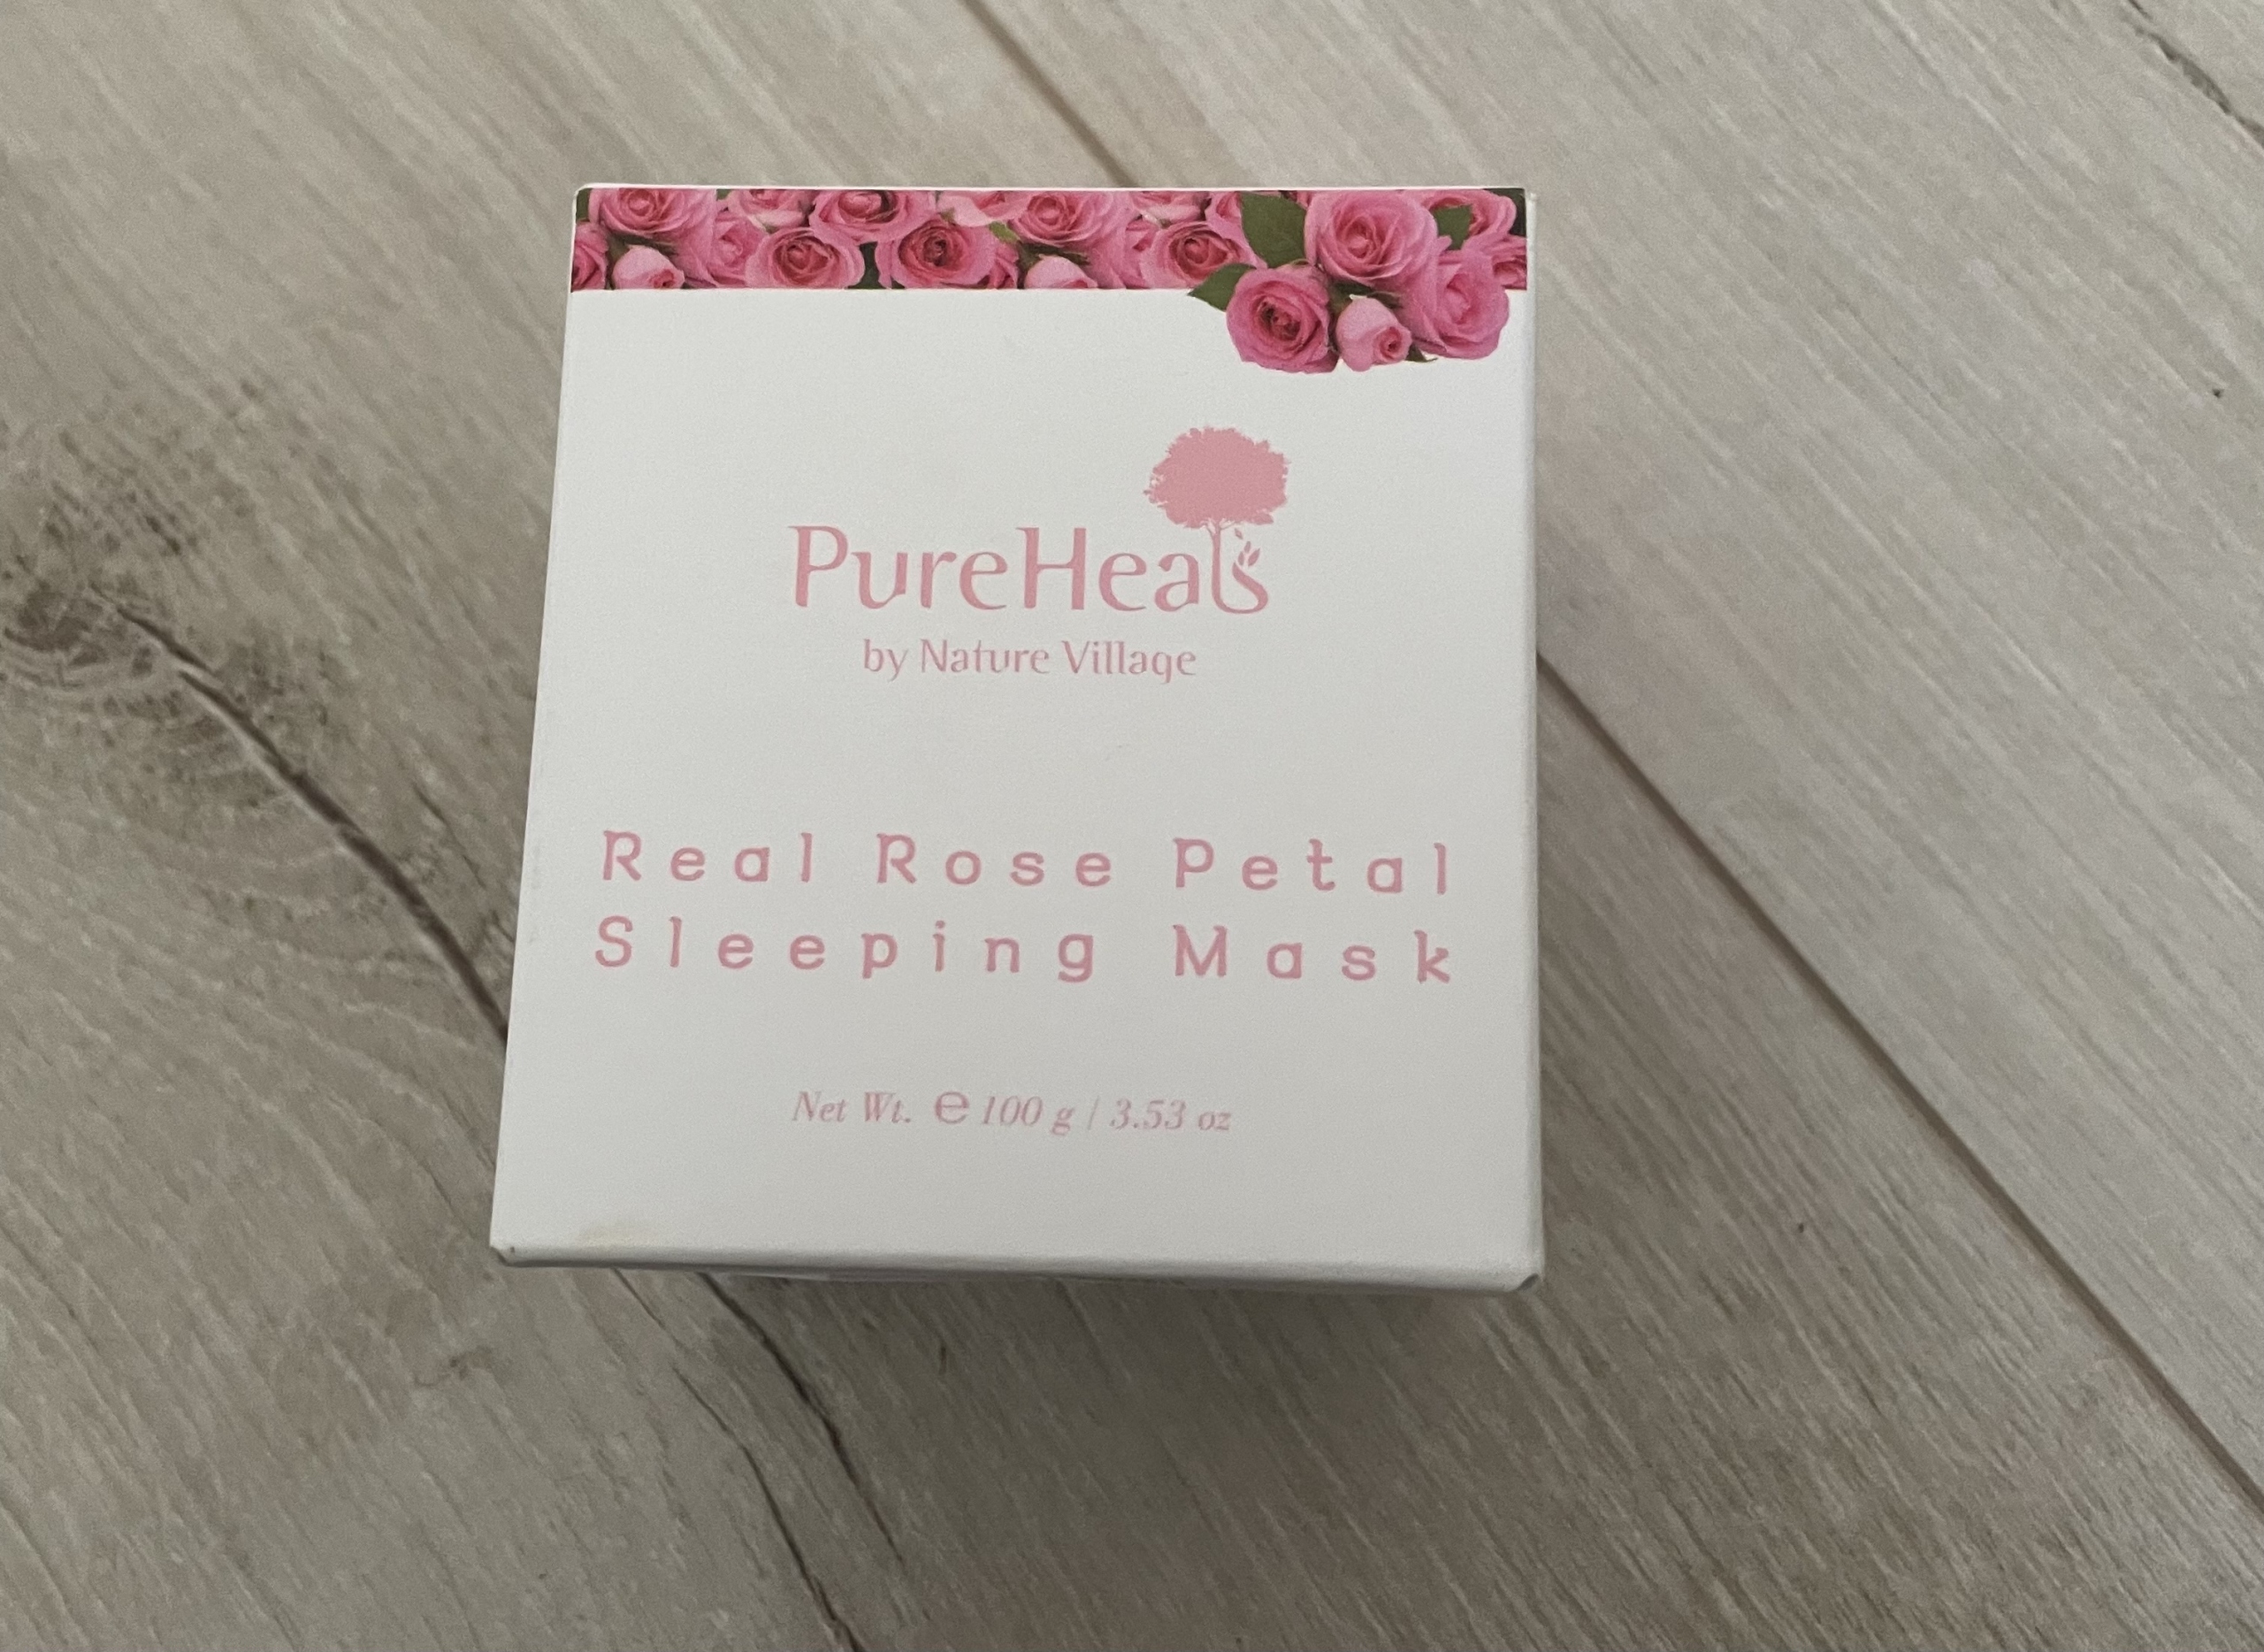 PureHeals
by Nature Village
Real Rose Petal
Sleeping Mask
Net Wt. ℮ 100 g / 3.53 oz